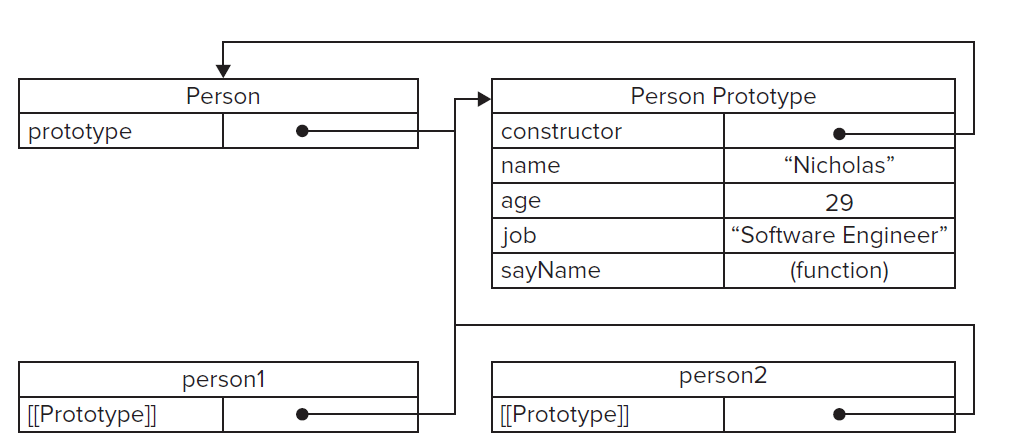 Person
prototype
Person Prototype
constructor
name
“Nicholas”
age
29
job
“Software Engineer”
sayName
(function)
person1
[[Prototype]]
person2
[[Prototype]]